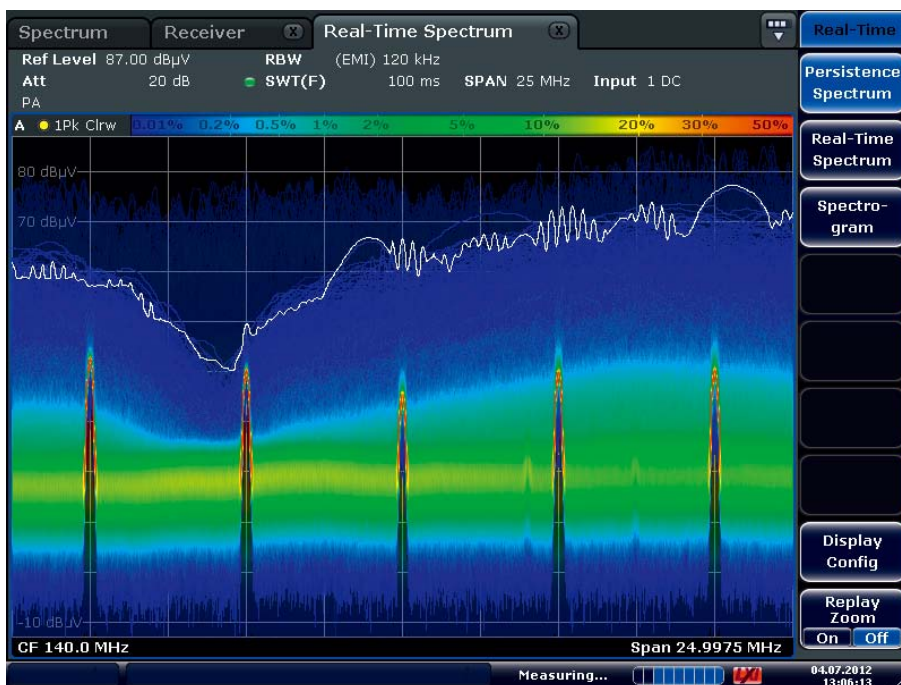 Spectrum
Receiver X
Real-Time Spectrum X
Real-Time
Ref Level 87.00 dBµV RBW (EMI) 120 kHz
Att 20 dB SWT(F) 100 ms SPAN 25 MHz Input 1 DC
PA
A 1Pk Clrw 0.01% 0.2% 0.5% 1% 2% 5% 10% 20% 30% 50%
80 dBµV
70 dBµV
-10 dBµV
CF 140.0 MHz Span 24.9975 MHz
Persistence
Spectrum
Real-Time
Spectrum
Spectro-
gram
Display
Config
Replay
Zoom
On Off
Measuring... LXI 04.07.2012
13:06:13